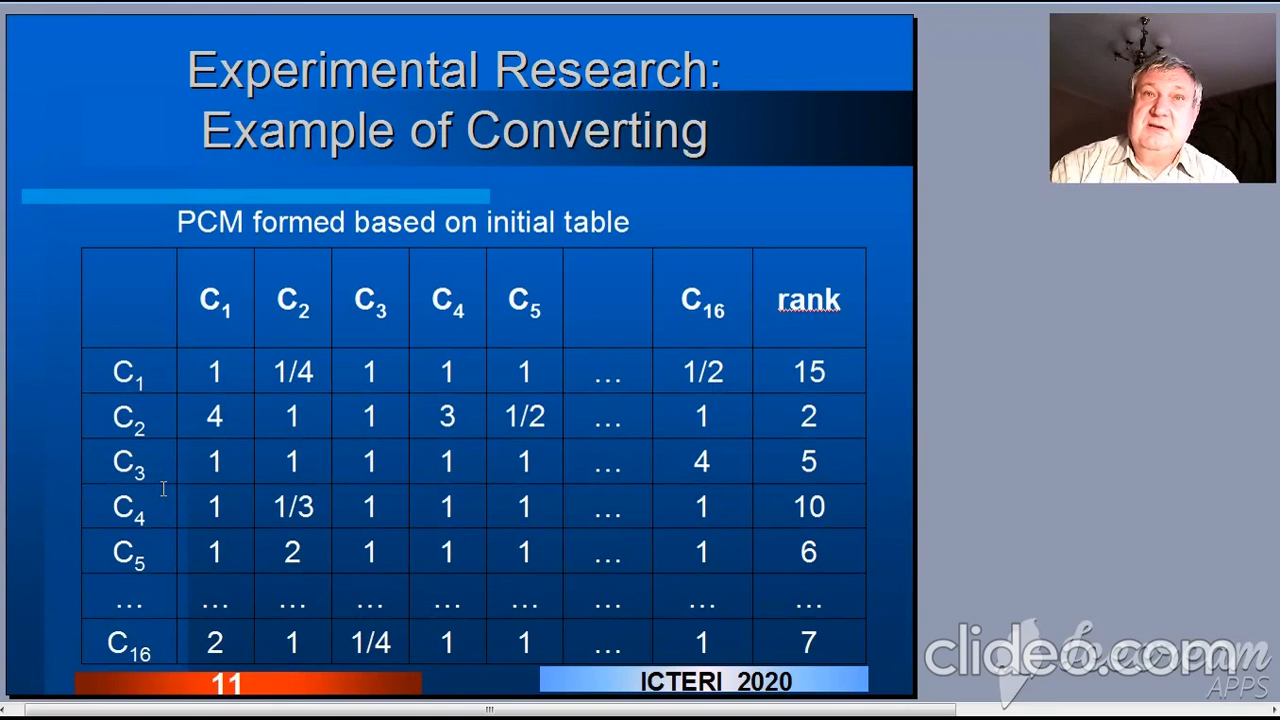 Experimental Research:
Example of Converting
PCM formed based on initial table
C1 C2 C3 C4 C5 C16 rank
C1 1 1/4 1 1 1 … 1/2 15
C2 4 1 1 3 1/2 … 1 2
C3 1 1 1 1 1 … 4 5
C4 1 1/3 1 1 1 … 1 10
C5 1 2 1 1 1 … 1 6
… … … … … … … … …
C16 2 1 1/4 1 1 … 1 7
11 ICTERI 2020
clideo.com
APPS